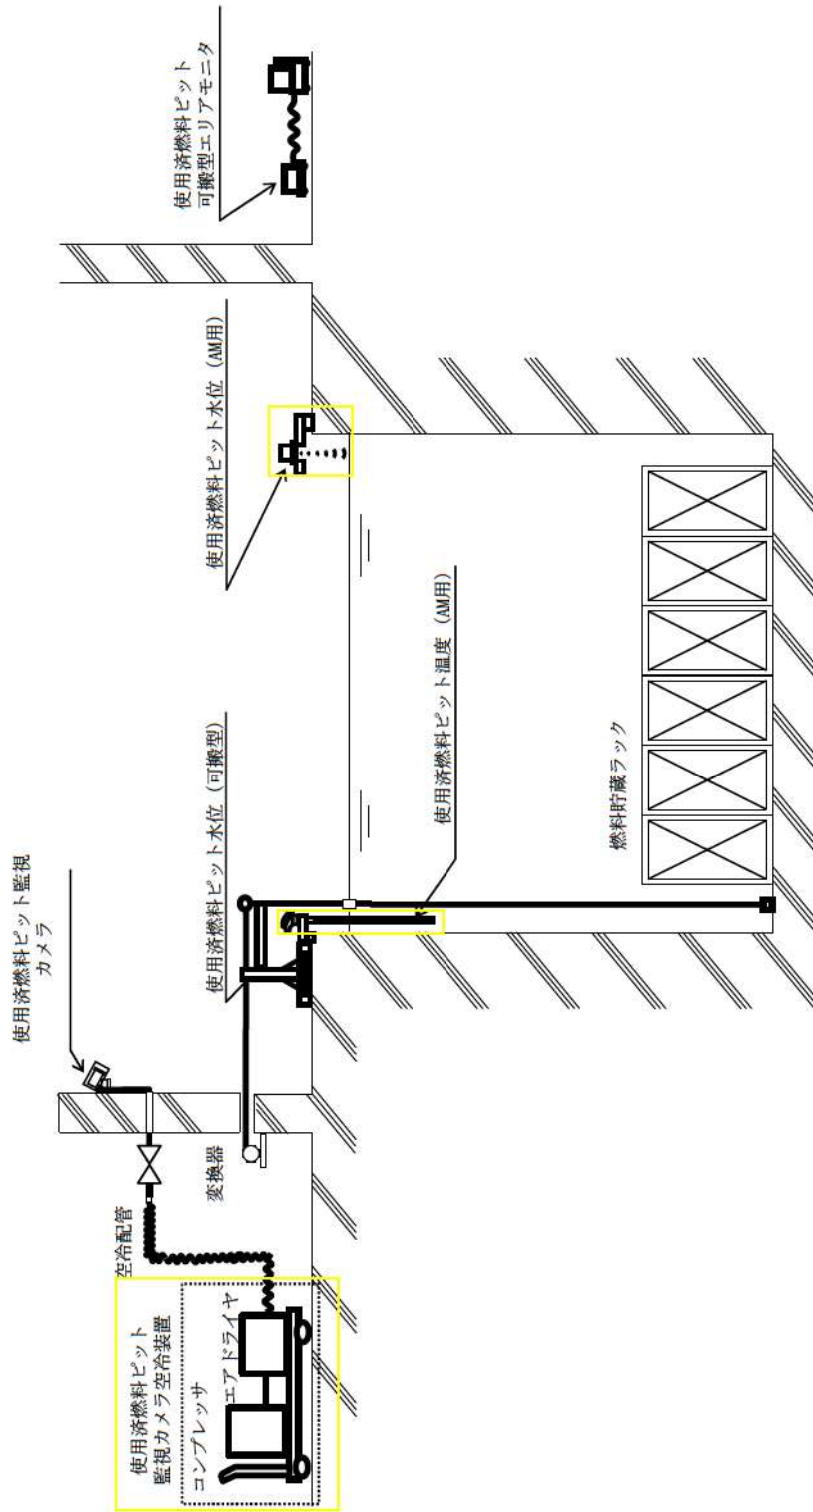 使用済燃料ピット
監視カメラ空冷装置
コンプレッサ
エアドライヤ
空冷配管
変換器
使用済燃料ピット監視
カメラ
使用済燃料ピット水位（可搬型）
使用済燃料ピット温度（AM用）
燃料貯蔵ラック
使用済燃料ピット水位（AM用）
使用済燃料ピット
可搬型エリアモニタ